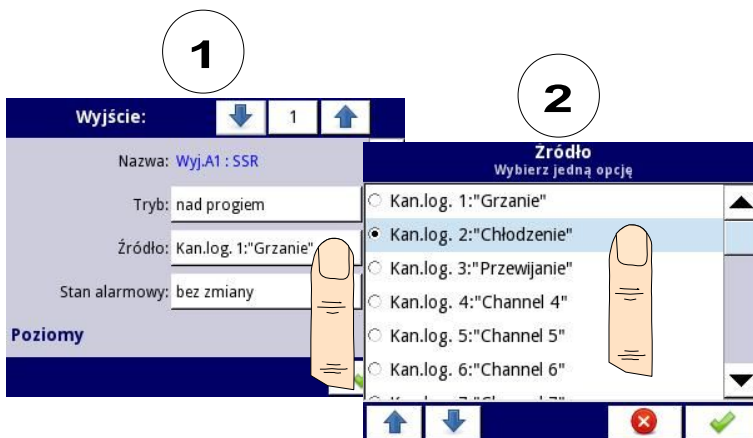 1
Wyjście:
1
Nazwa: Wyj.A1 : SSR
Tryb: nad progiem
Źródło: Kan.log. 1:"Grzanie"
Stan alarmowy: bez zmiany
Poziomy
2
Źródło
Wybierz jedną opcję
Kan.log. 1:"Grzanie"
Kan.log. 2:"Chłodzenie"
Kan.log. 3:"Przewijanie"
Kan.log. 4:"Channel 4"
Kan.log. 5:"Channel 5"
Kan.log. 6:"Channel 6"